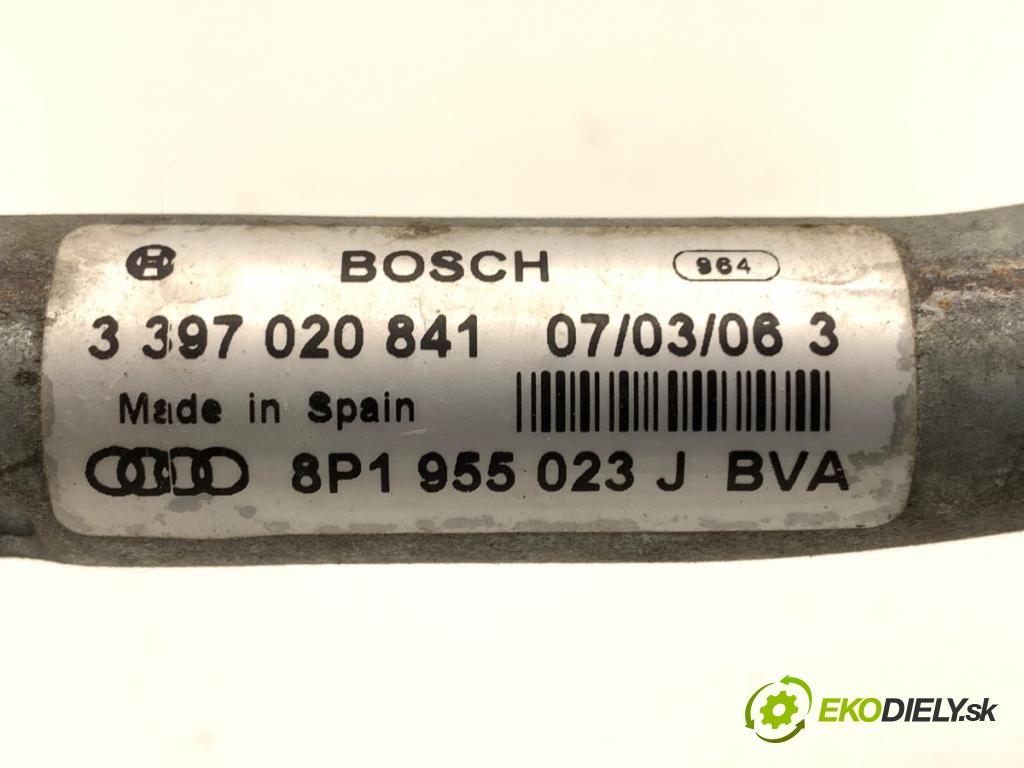 BOSCH 964
3 397 020 841 07/03/06 3
Made in Spain
8P1 955 023 J BVA
EKODIELY.sk